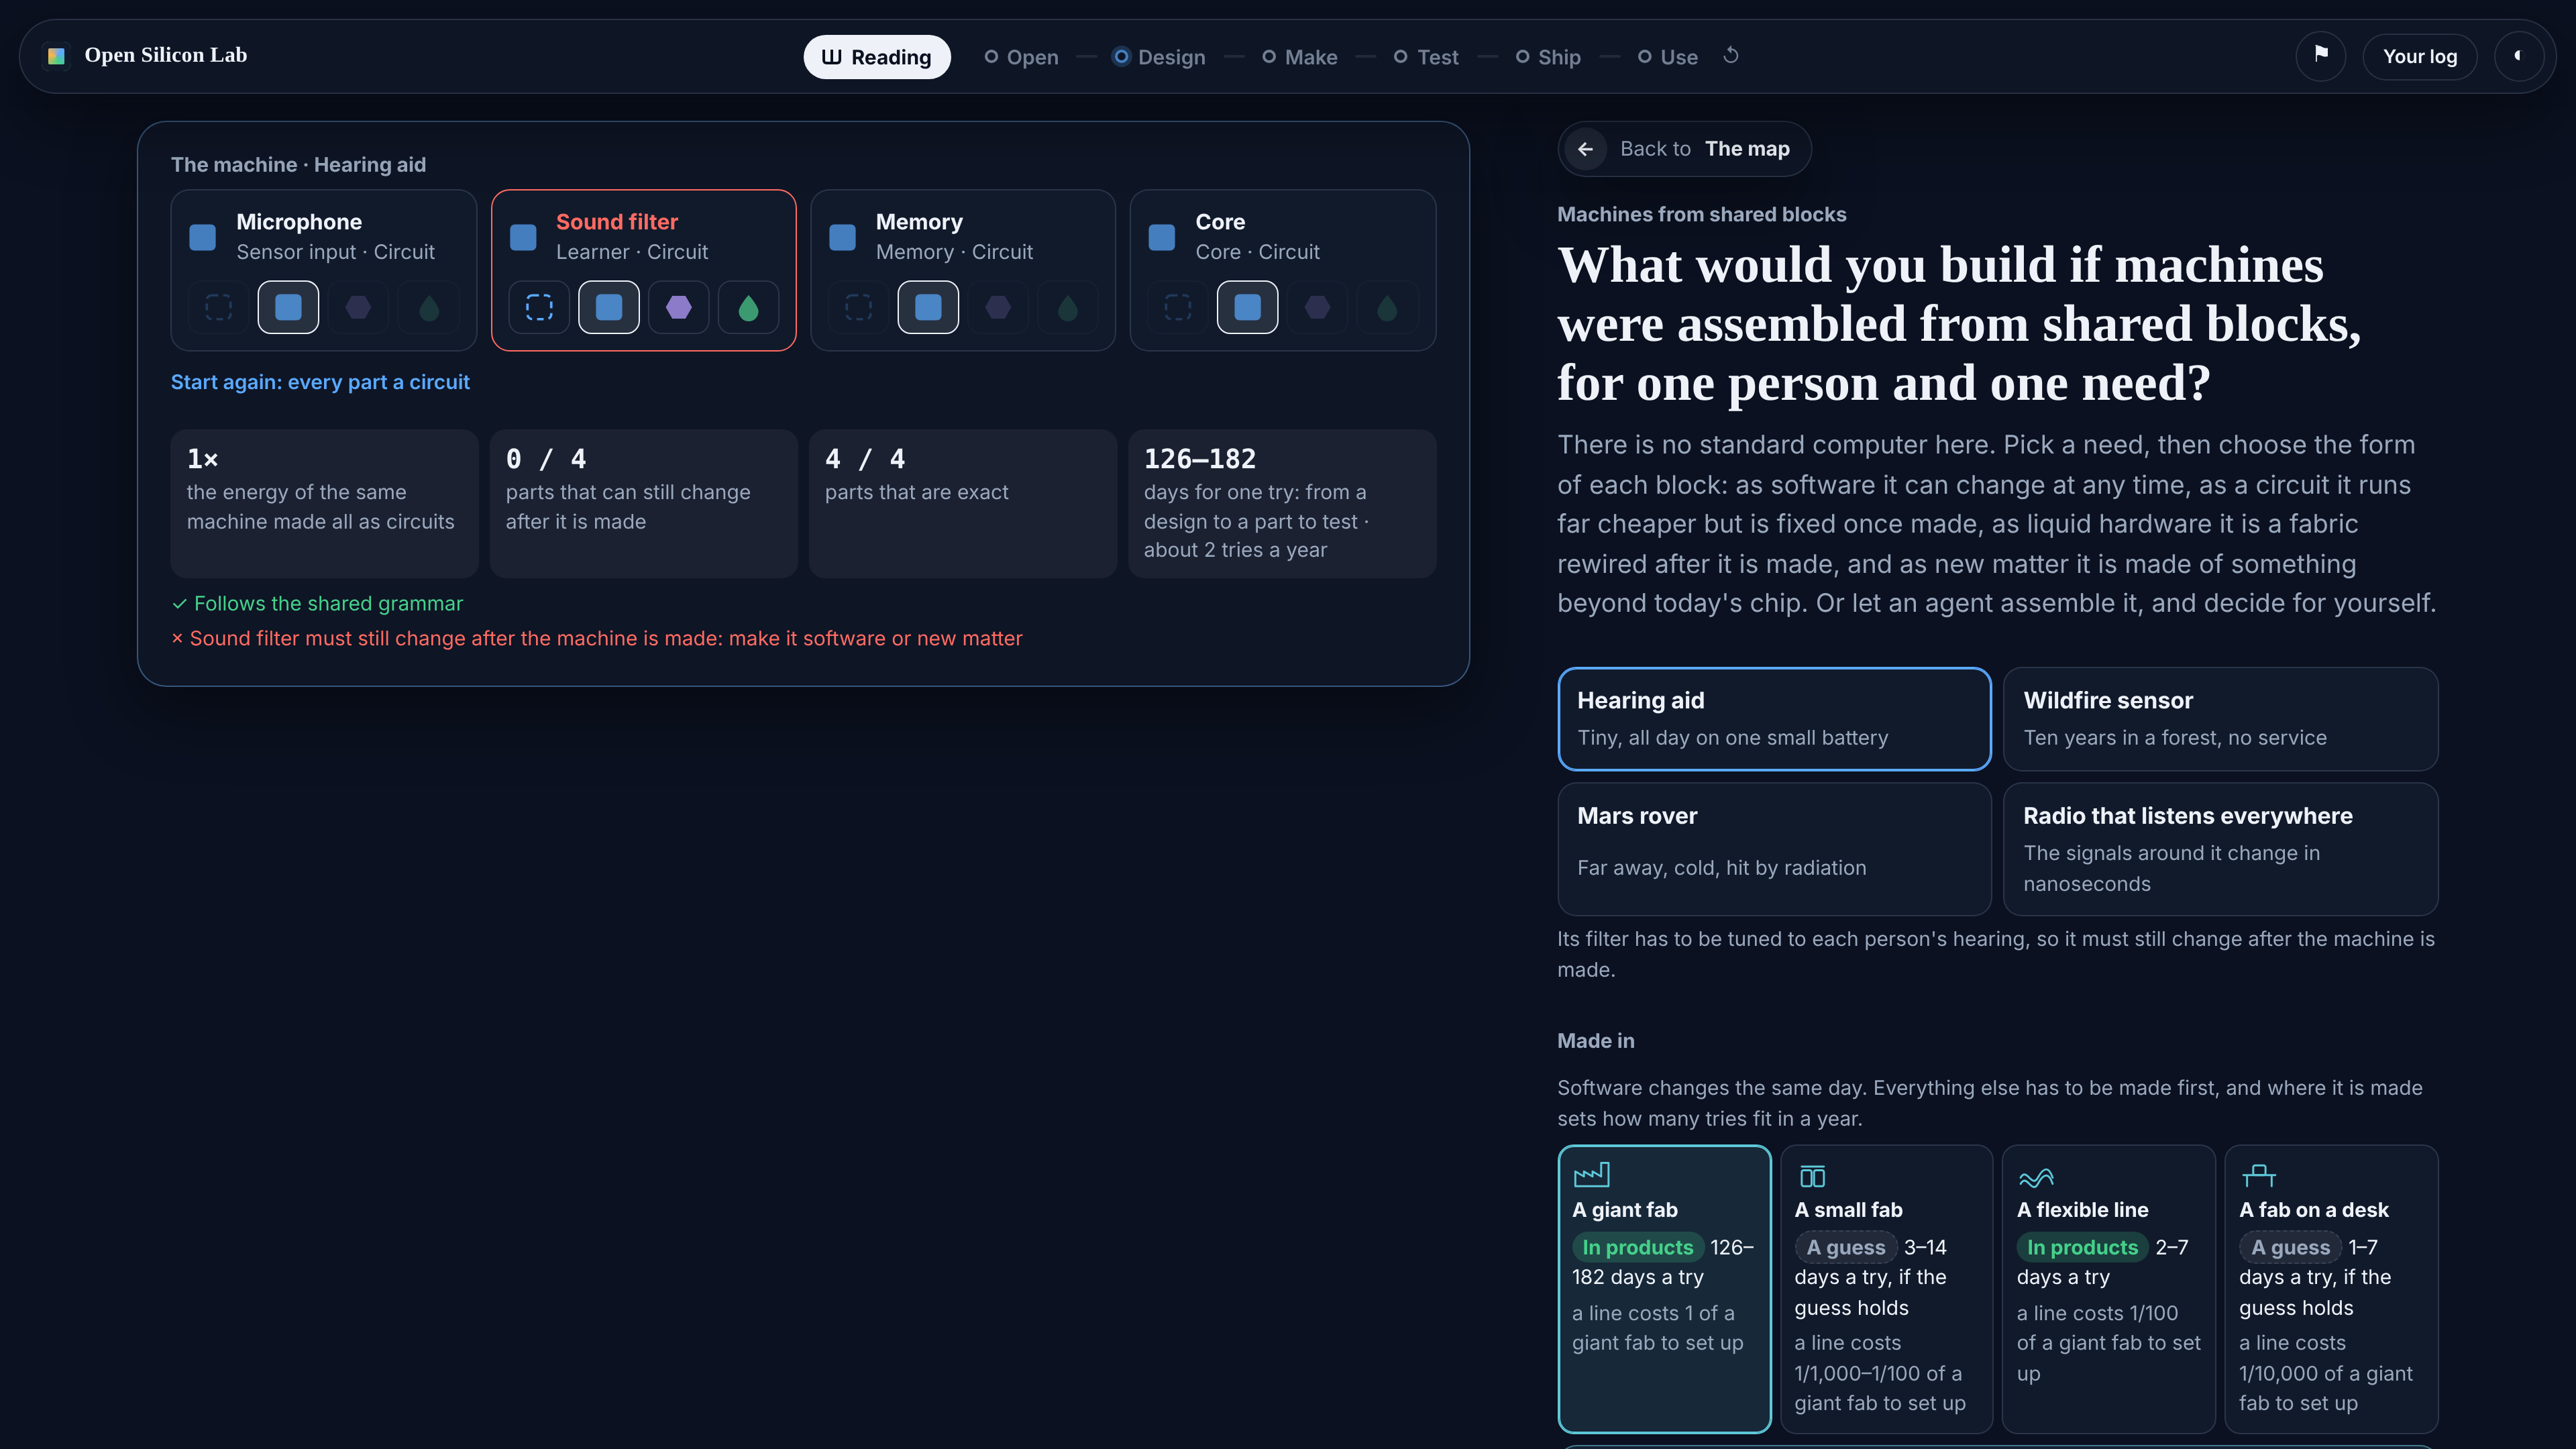 Open Silicon Lab
Reading
Open
Design
Make
Test
Ship
Use
Your log
The machine · Hearing aid
Microphone
Sensor input · Circuit
Sound filter
Learner · Circuit
Memory
Memory · Circuit
Core
Core · Circuit
Start again: every part a circuit
1×
the energy of the same
machine made all as circuits
0 / 4
parts that can still change
after it is made
4 / 4
parts that are exact
126–182
days for one try: from a
design to a part to test ·
about 2 tries a year
✓ Follows the shared grammar
× Sound filter must still change after the machine is made: make it software or new matter
Back to The map
Machines from shared blocks
What would you build if machines
were assembled from shared blocks,
for one person and one need?
There is no standard computer here. Pick a need, then choose the form
of each block: as software it can change at any time, as a circuit it runs
far cheaper but is fixed once made, as liquid hardware it is a fabric
rewired after it is made, and as new matter it is made of something
beyond today's chip. Or let an agent assemble it, and decide for yourself.
Hearing aid
Tiny, all day on one small battery
Wildfire sensor
Ten years in a forest, no service
Mars rover
Far away, cold, hit by radiation
Radio that listens everywhere
The signals around it change in
nanoseconds
Its filter has to be tuned to each person's hearing, so it must still change after the machine is
made.
Made in
Software changes the same day. Everything else has to be made first, and where it is made
sets how many tries fit in a year.
A giant fab
In products 126–
182 days a try
a line costs 1 of a
giant fab to set up
A small fab
A guess 3–14
days a try, if the
guess holds
a line costs
1/1,000–1/100 of a
giant fab to set up
A flexible line
In products 2–7
days a try
a line costs 1/100
of a giant fab to set
up
A fab on a desk
A guess 1–7
days a try, if the
guess holds
a line costs
1/10,000 of a giant
fab to set up